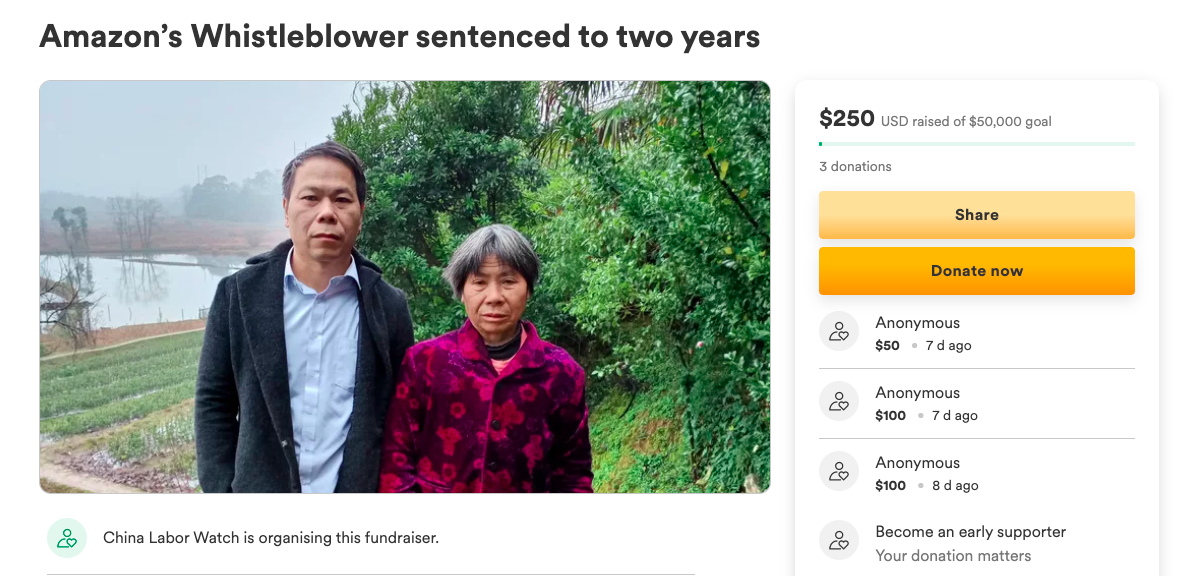 Amazon’s Whistleblower sentenced to two years
$250 USD raised of $50,000 goal
3 donations
Share
Donate now
Anonymous
$50 • 7 d ago
Anonymous
$100 • 7 d ago
Anonymous
$100 • 8 d ago
Become an early supporter
Your donation matters
China Labor Watch is organising this fundraiser.